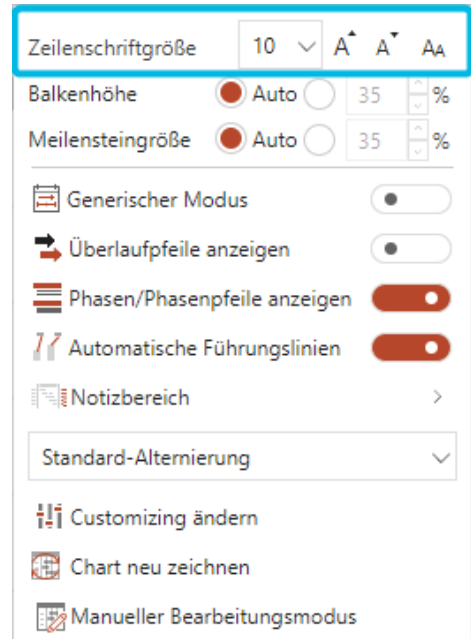 Zeilenschriftgröße 10 A A AA
Balkenhöhe Auto 35 %
Meilensteingröße Auto 35 %
Generischer Modus
Überlaufpfeile anzeigen
Phasen/Phasenpfeile anzeigen
Automatische Führungslinien
Notizbereich
Standard-Alternierung
Customizing ändern
Chart neu zeichnen
Manueller Bearbeitungsmodus